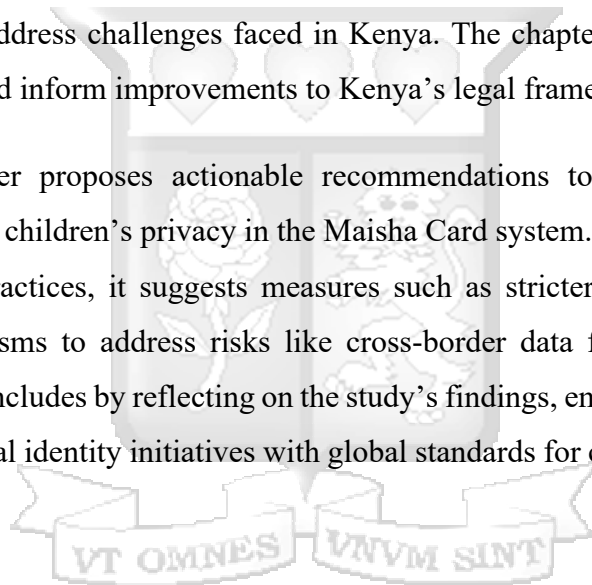 ddress challenges faced in Kenya. The chapte
d inform improvements to Kenya’s legal frame
er proposes actionable recommendations to
children’s privacy in the Maisha Card system.
ractices, it suggests measures such as stricter
sms to address risks like cross-border data f
ncludes by reflecting on the study’s findings, en
al identity initiatives with global standards for
VT OMNES VNVM SINT